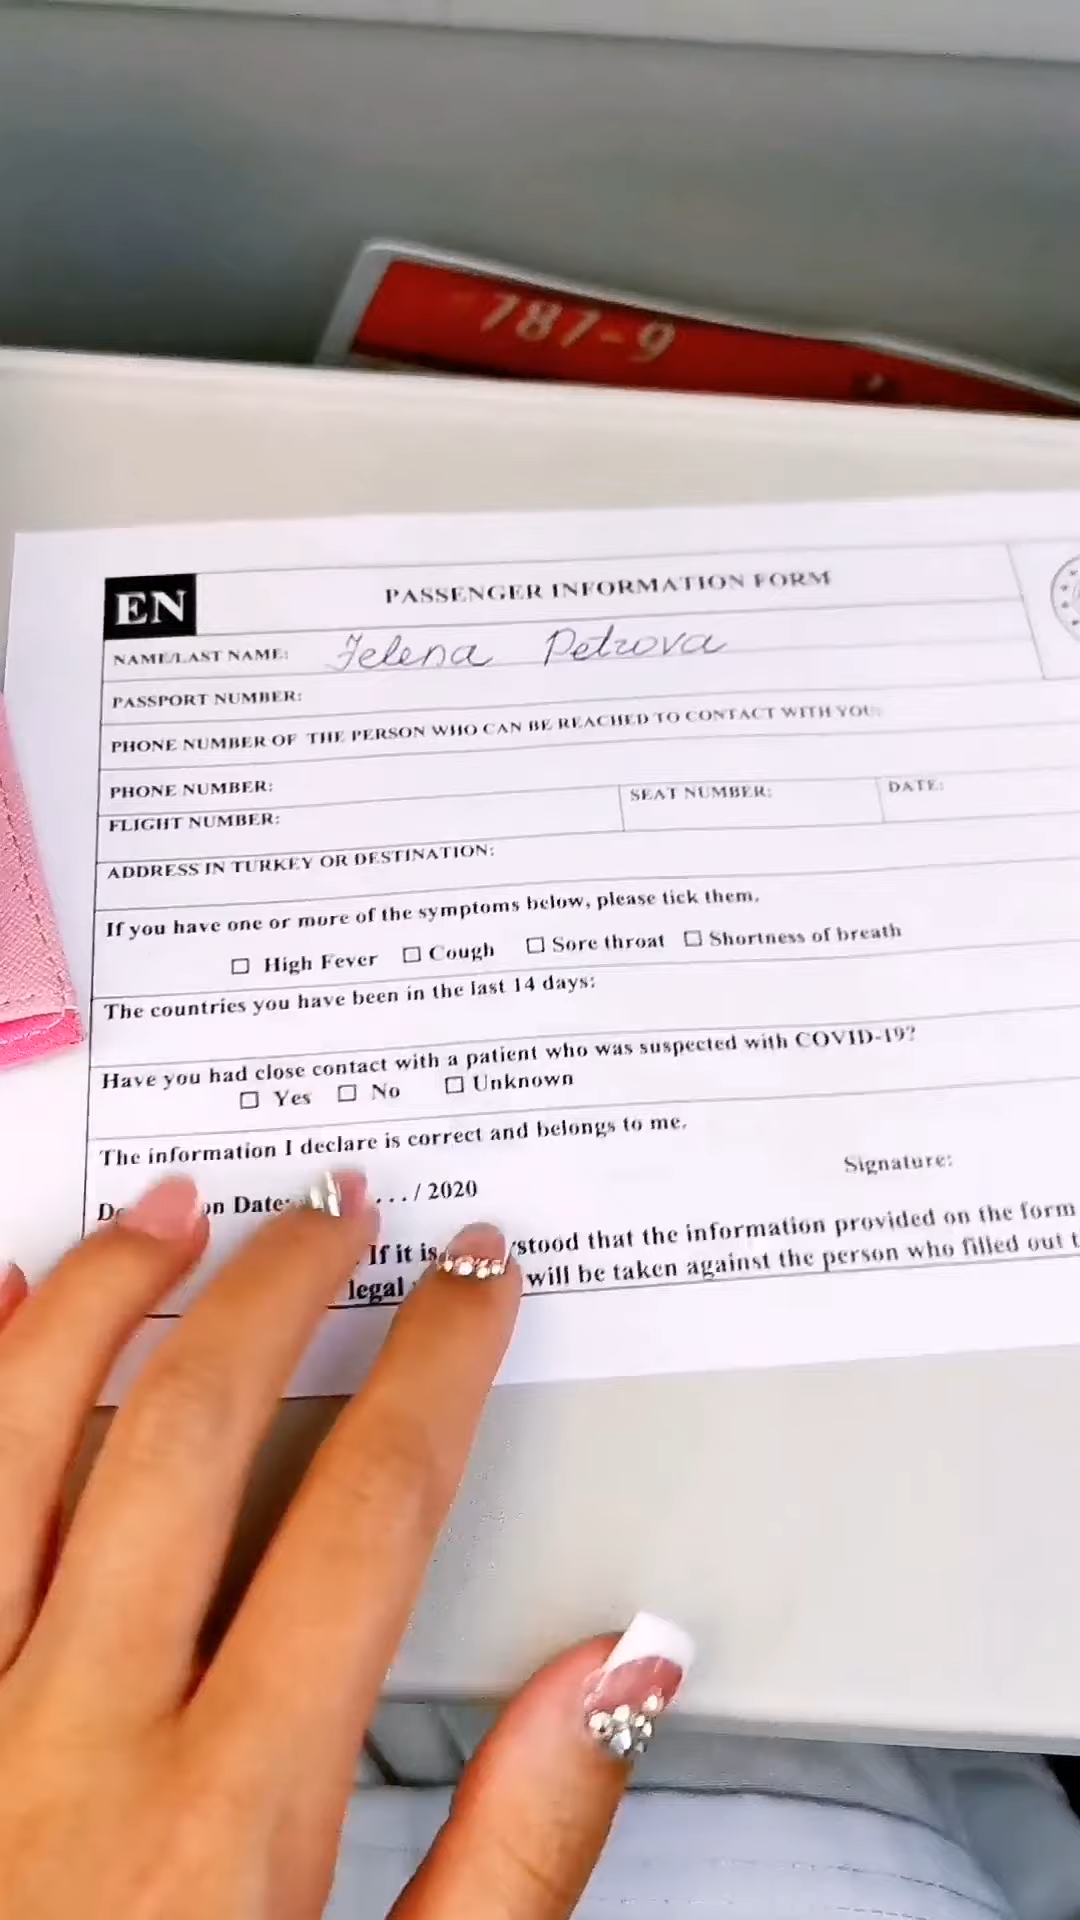 787-9
EN
PASSENGER INFORMATION FORM
NAME/LAST NAME: Jelena Petrova
PASSPORT NUMBER:
PHONE NUMBER OF THE PERSON WHO CAN BE REACHED TO CONTACT WITH YOU:
PHONE NUMBER:
FLIGHT NUMBER: SEAT NUMBER: DATE:
ADDRESS IN TURKEY OR DESTINATION:
If you have one or more of the symptoms below, please tick them.
☐ High Fever ☐ Cough ☐ Sore throat ☐ Shortness of breath
The countries you have been in the last 14 days:
Have you had close contact with a patient who was suspected with COVID-19?
☐ Yes ☐ No ☐ Unknown
The information I declare is correct and belongs to me.
Signature:
Date: .../ 2020
If it is stood that the information provided on the form
legal will be taken against the person who filled out